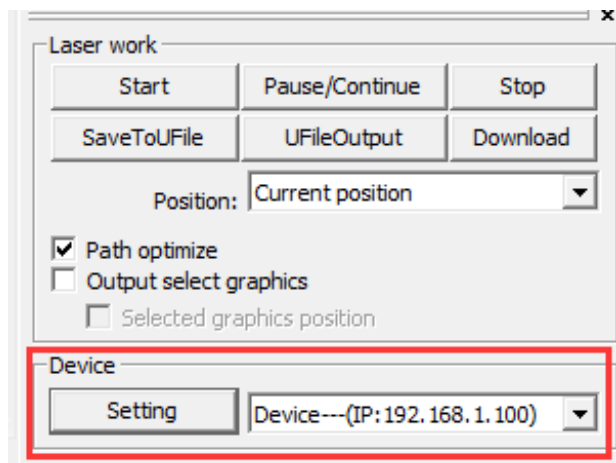 x
Laser work
Start Pause/Continue Stop
SaveToUFile UFileOutput Download
Position: Current position
Path optimize
Output select graphics
Selected graphics position
Device
Setting Device---(IP:192.168.1.100)